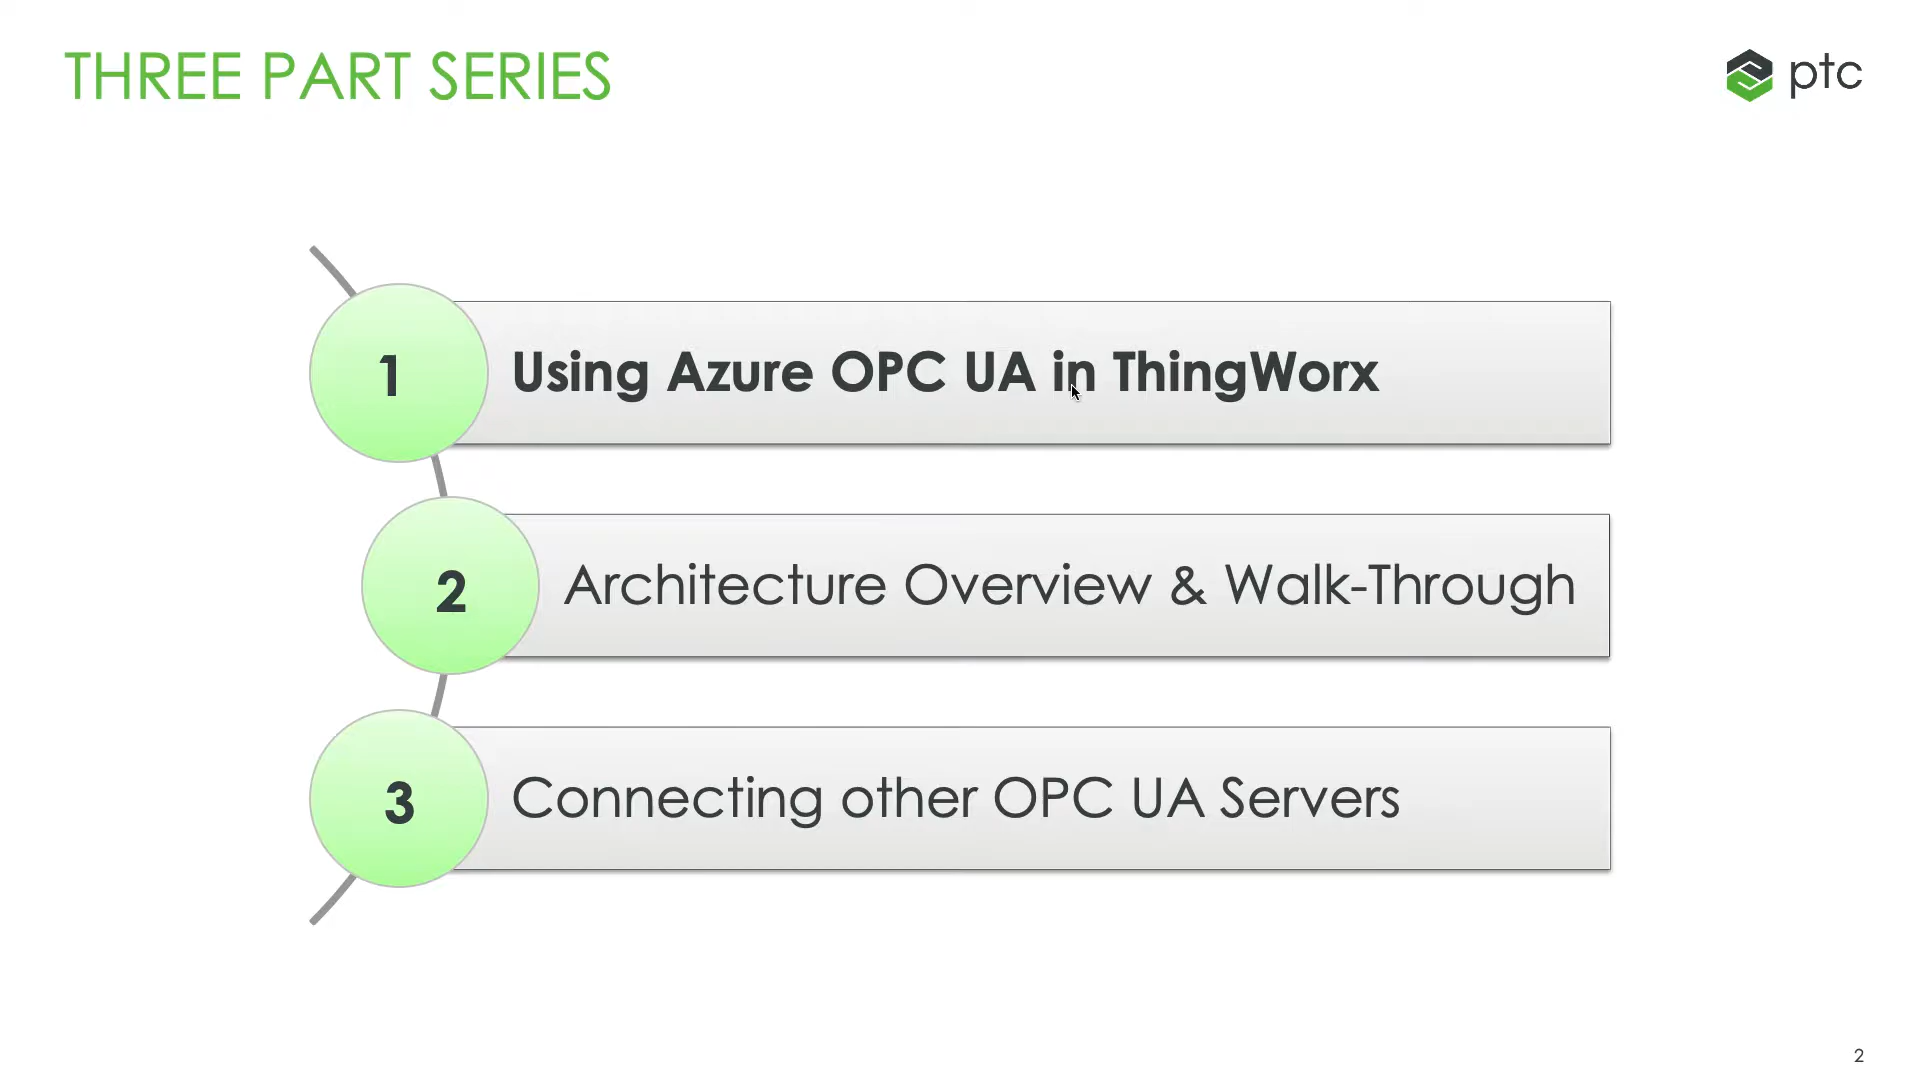 THREE PART SERIES
ptc
1
Using Azure OPC UA in ThingWorx
2
Architecture Overview & Walk-Through
3
Connecting other OPC UA Servers
2